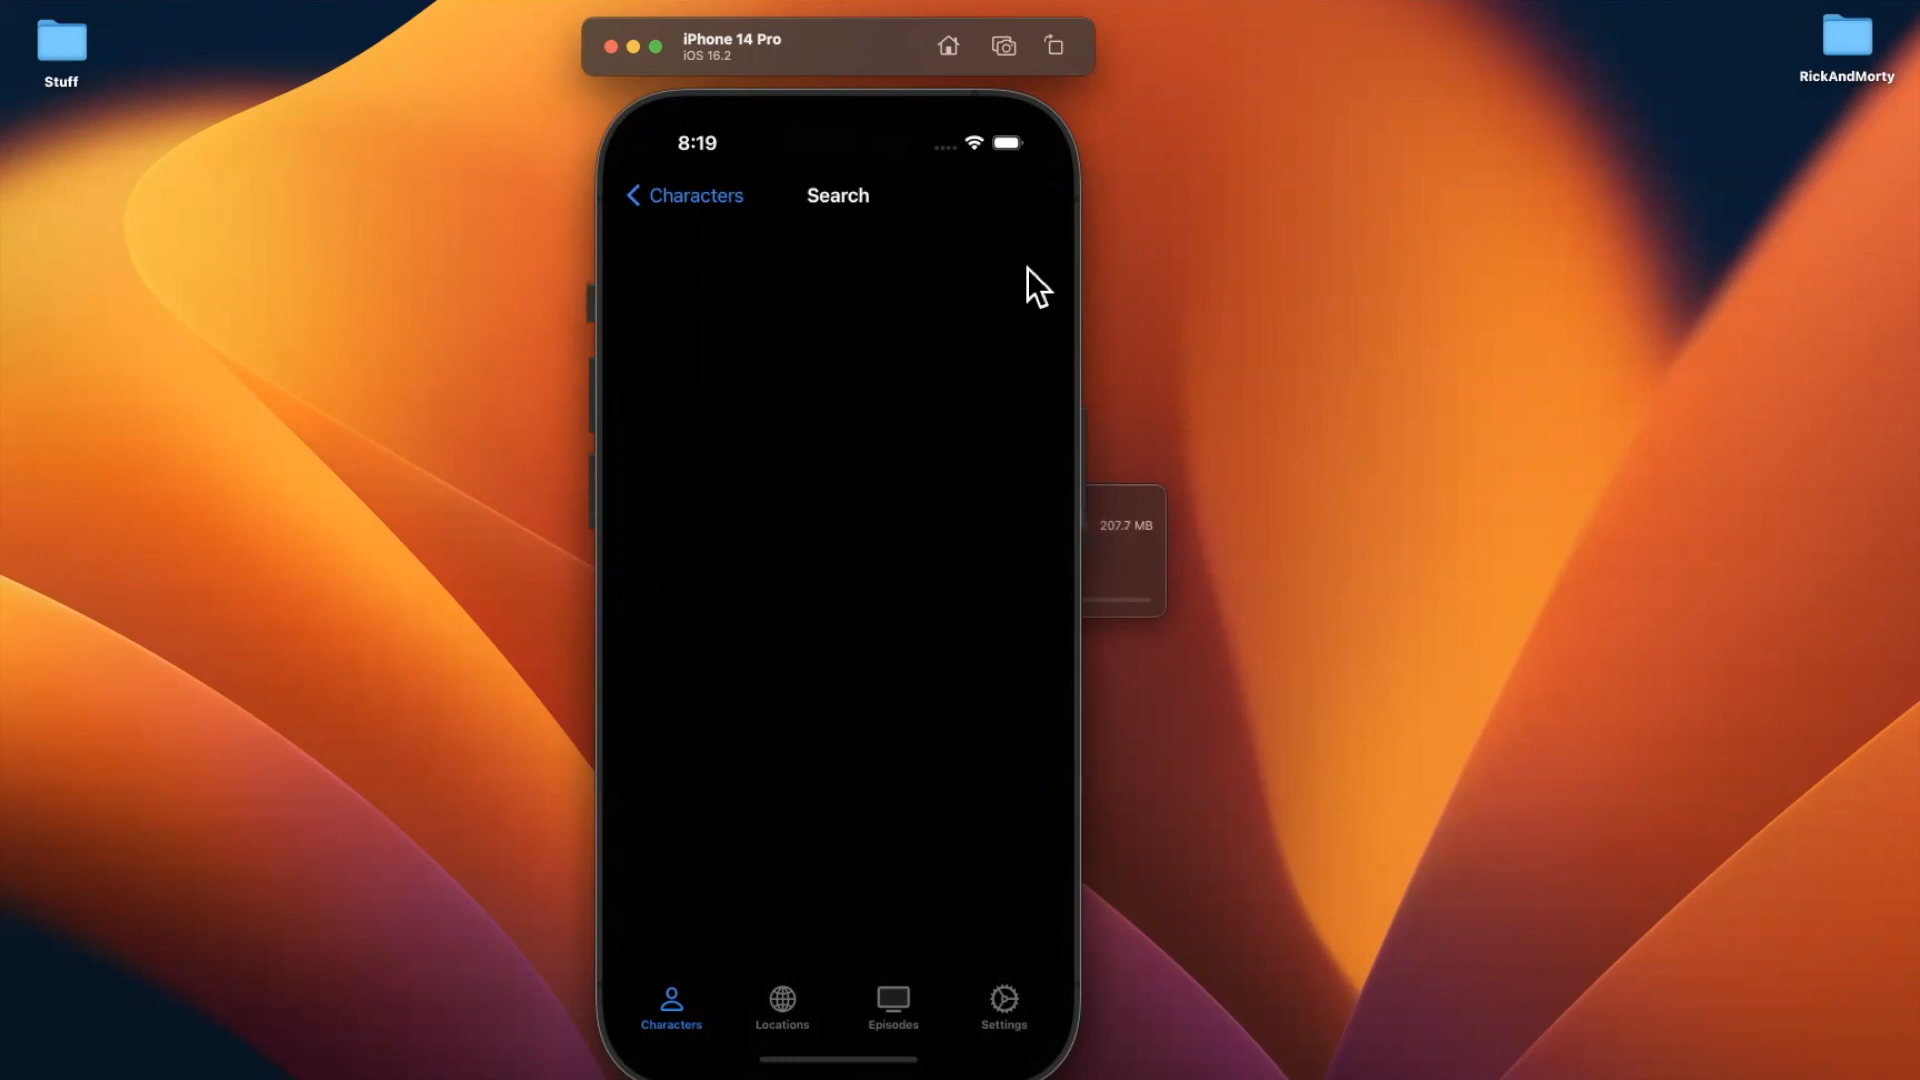 Stuff
iPhone 14 Pro
iOS 16.2
RickAndMorty
8:19
Characters
Search
207.7 MB
Characters
Locations
Episodes
Settings